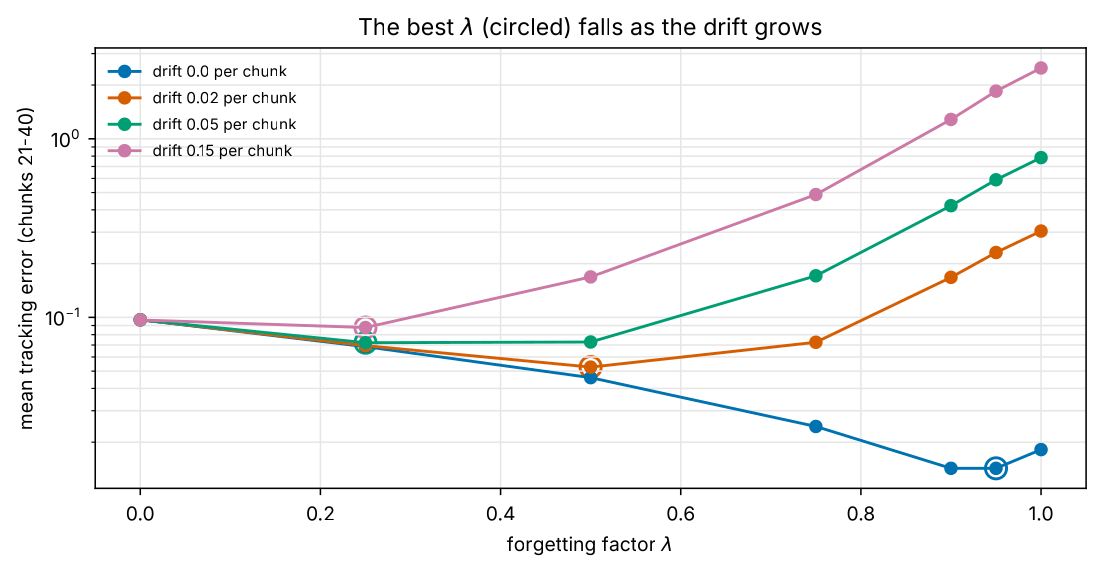 The best λ (circled) falls as the drift grows
drift 0.0 per chunk
drift 0.02 per chunk
drift 0.05 per chunk
drift 0.15 per chunk
mean tracking error (chunks 21-40)
10⁰
10⁻¹
0.0 0.2 0.4 0.6 0.8 1.0
forgetting factor λ